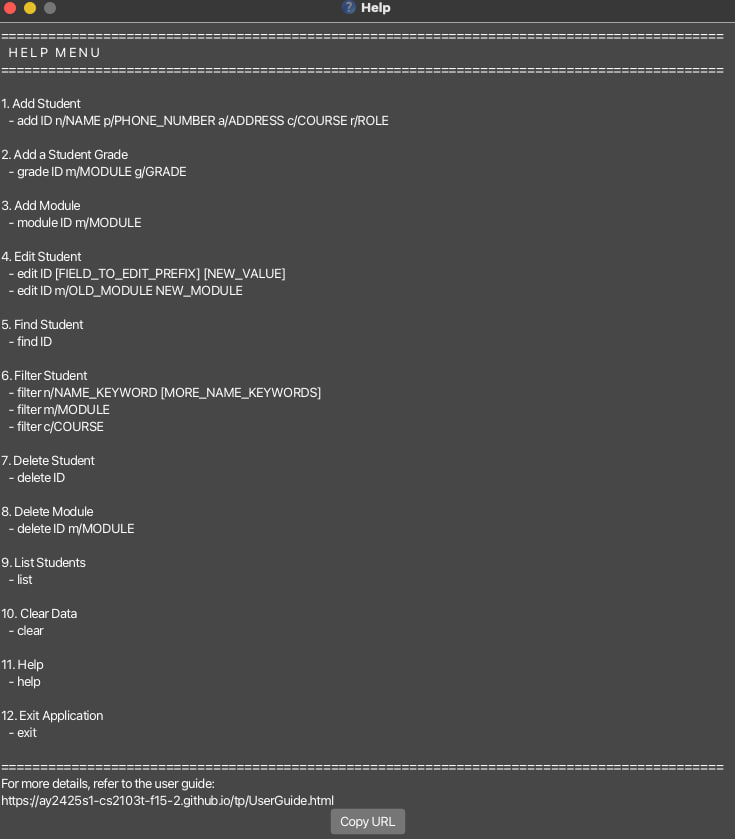 Help
=============================================================================================
H E L P  M E N U
=============================================================================================
1. Add Student
- add ID n/NAME p/PHONE_NUMBER a/ADDRESS c/COURSE r/ROLE
2. Add a Student Grade
- grade ID m/MODULE g/GRADE
3. Add Module
- module ID m/MODULE
4. Edit Student
- edit ID [FIELD_TO_EDIT_PREFIX] [NEW_VALUE]
- edit ID m/OLD_MODULE NEW_MODULE
5. Find Student
- find ID
6. Filter Student
- filter n/NAME_KEYWORD [MORE_NAME_KEYWORDS]
- filter m/MODULE
- filter c/COURSE
7. Delete Student
- delete ID
8. Delete Module
- delete ID m/MODULE
9. List Students
- list
10. Clear Data
- clear
11. Help
- help
12. Exit Application
- exit
=============================================================================================
For more details, refer to the user guide:
https://ay2425s1-cs2103t-f15-2.github.io/tp/UserGuide.html
Copy URL